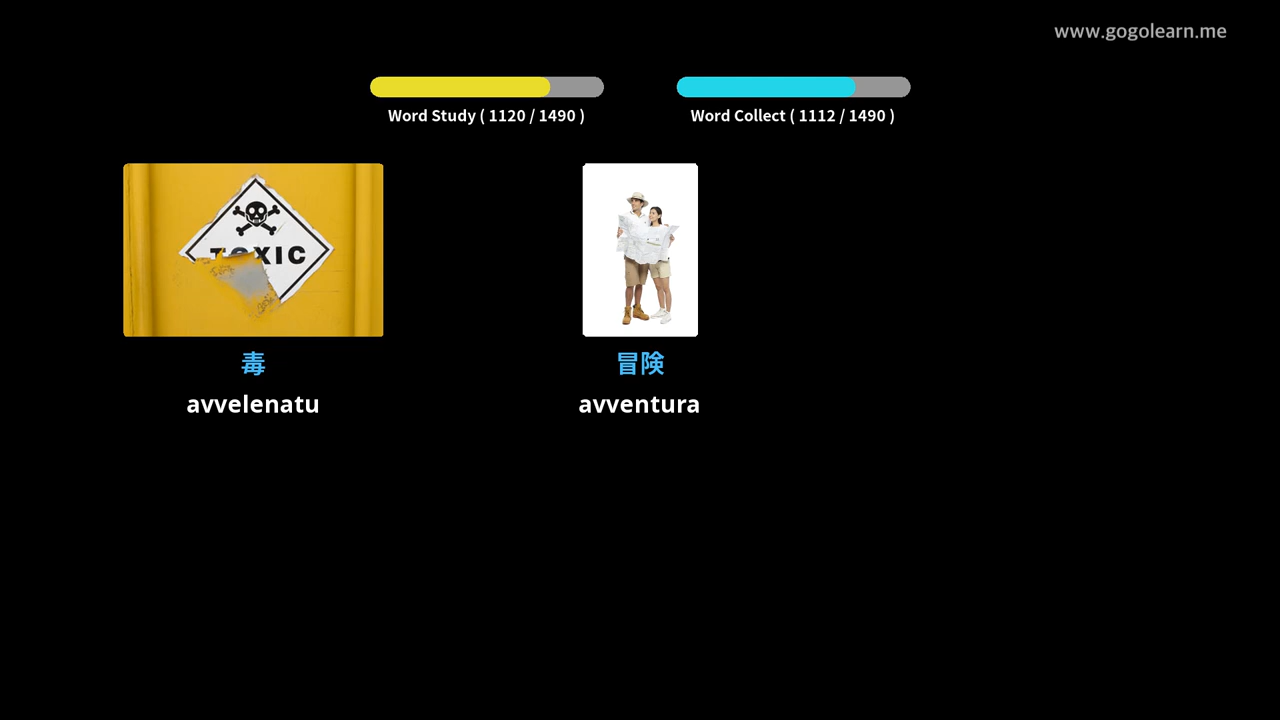 www.gogolearn.me
Word Study ( 1120 / 1490 )
Word Collect ( 1112 / 1490 )
TOXIC
毒
冒険
avvelenatu
avventura